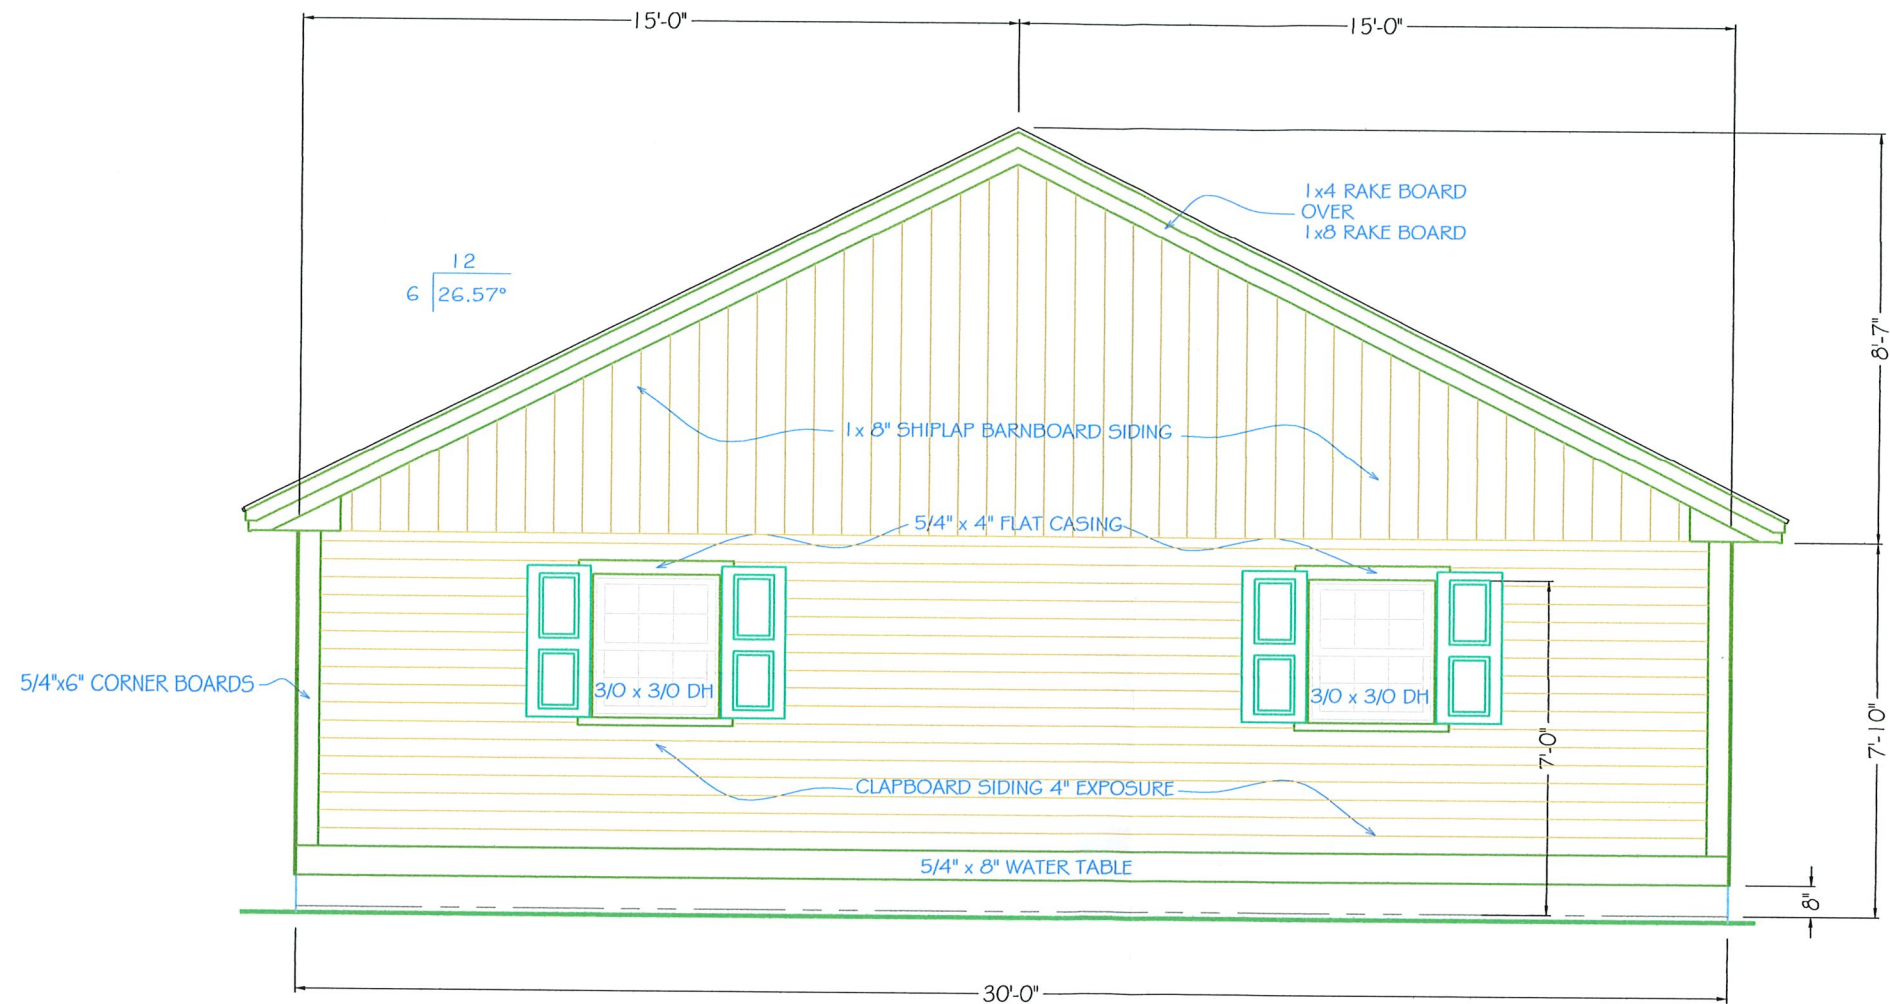 15'-0"
15'-0"
1x4 RAKE BOARD
OVER
1x8 RAKE BOARD
12
6 26.57°
8'-7"
1x 8" SHIPLAP BARNBOARD SIDING
5/4" x 4" FLAT CASING
5/4"x6" CORNER BOARDS
3/0 x 3/0 DH
3/0 x 3/0 DH
7'-0"
7'-10"
CLAPBOARD SIDING 4" EXPOSURE
5/4" x 8" WATER TABLE
8"
30'-0"